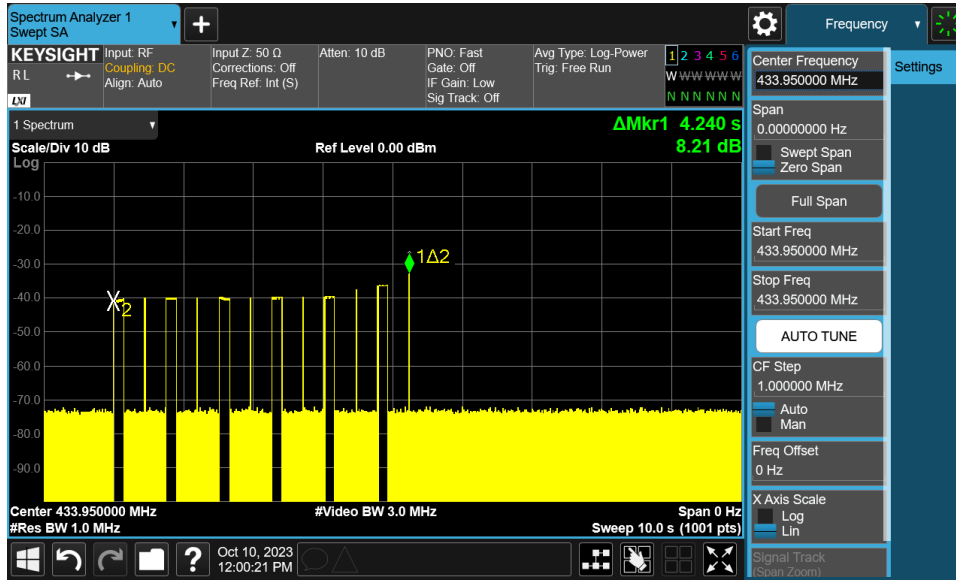 Spectrum Analyzer 1
Swept SA
+
Frequency
KEYSIGHT
RL
LXI
Input: RF
Coupling: DC
Align: Auto
Input Z: 50 Ω
Corrections: Off
Freq Ref: Int (S)
Atten: 10 dB
PNO: Fast
Gate: Off
IF Gain: Low
Sig Track: Off
Avg Type: Log-Power
Trig: Free Run
1 2 3 4 5 6
W W W W W W
N N N N N N
1 Spectrum
ΔMkr1 4.240 s
8.21 dB
Scale/Div 10 dB
Ref Level 0.00 dBm
Log
-10.0
-20.0
-30.0
-40.0
-50.0
-60.0
-70.0
-80.0
-90.0
1Δ2
X2
Center 433.950000 MHz
#Video BW 3.0 MHz
Span 0 Hz
#Res BW 1.0 MHz
Sweep 10.0 s (1001 pts)
?
Oct 10, 2023
12:00:21 PM
Center Frequency
433.950000 MHz
Span
0.00000000 Hz
Swept Span
Zero Span
Full Span
Start Freq
433.950000 MHz
Stop Freq
433.950000 MHz
AUTO TUNE
CF Step
1.000000 MHz
Auto
Man
Freq Offset
0 Hz
X Axis Scale
Log
Lin
Signal Track
(Span Zoom)
Settings